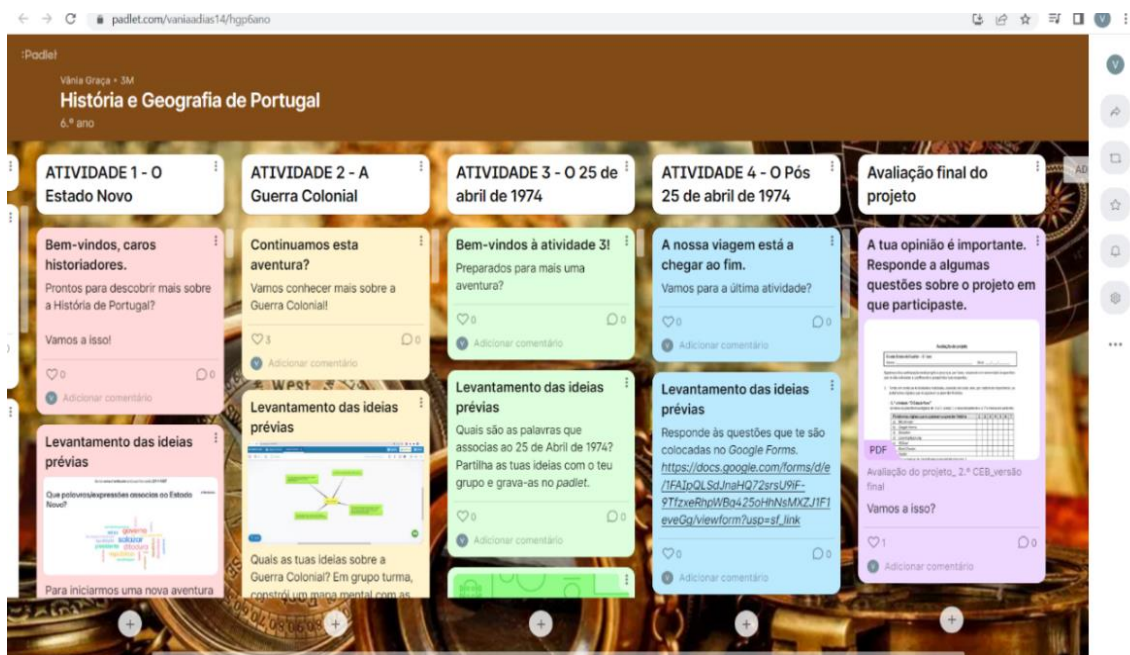 padlet.com/vaniaadias14/hgp6ano
V
:Padlet
Vânia Graça • 3M
História e Geografia de Portugal
6.º ano
ATIVIDADE 1 - O
Estado Novo
Bem-vindos, caros
historiadores.
Prontos para descobrir mais sobre
a História de Portugal?
Vamos a isso!
0
0
V
Adicionar comentário
Levantamento das ideias
prévias
Que palavras/expressões associas ao Estado
Novo?
governo
salazar
ditadura
Para iniciarmos uma nova aventura
ATIVIDADE 2 - A
Guerra Colonial
Continuamos esta
aventura?
Vamos conhecer mais sobre a
Guerra Colonial!
3
0
V
Adicionar comentário
WEST
Levantamento das ideias
prévias
Quais as tuas ideias sobre a
Guerra Colonial? Em grupo turma,
constrói um mapa mental com as
ATIVIDADE 3 - O 25 de
abril de 1974
Bem-vindos à atividade 3!
Preparados para mais uma
aventura?
0
0
V
Adicionar comentário
Levantamento das ideias
prévias
Quais são as palavras que
associas ao 25 de Abril de 1974?
Partilha as tuas ideias com o teu
grupo e grava-as no padlet.
0
0
V
Adicionar comentário
ATIVIDADE 4 - O Pós
25 de abril de 1974
A nossa viagem está a
chegar ao fim.
Vamos para a última atividade?
0
0
V
Adicionar comentário
Levantamento das ideias
prévias
Responde às questões que te são
colocadas no Google Forms.
https://docs.google.com/forms/d/e
/1FAIpQLSdJnaHQ72srsU9iF-
9TfzxeRhpWBq425oHhNsMXZJ1F1
eveGg/viewform?usp=sf_link
0
0
V
Adicionar comentário
Avaliação final do
projeto
A tua opinião é importante.
Responde a algumas
questões sobre o projeto em
que participaste.
Avaliação do projeto
PDF
Avaliação do projeto_ 2.º CEB_versão
final
Vamos a isso?
1
0
V
Adicionar comentário
AD
V